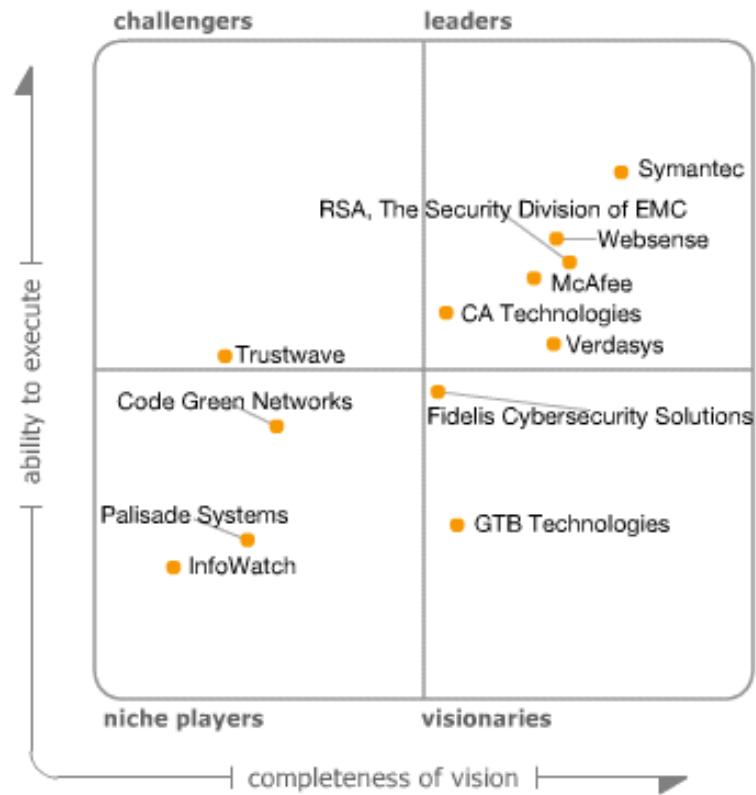 challengers
leaders
Symantec
RSA, The Security Division of EMC
Websense
McAfee
CA Technologies
Verdasys
Trustwave
Code Green Networks
Fidelis Cybersecurity Solutions
Palisade Systems
GTB Technologies
InfoWatch
niche players
visionaries
ability to execute
completeness of vision